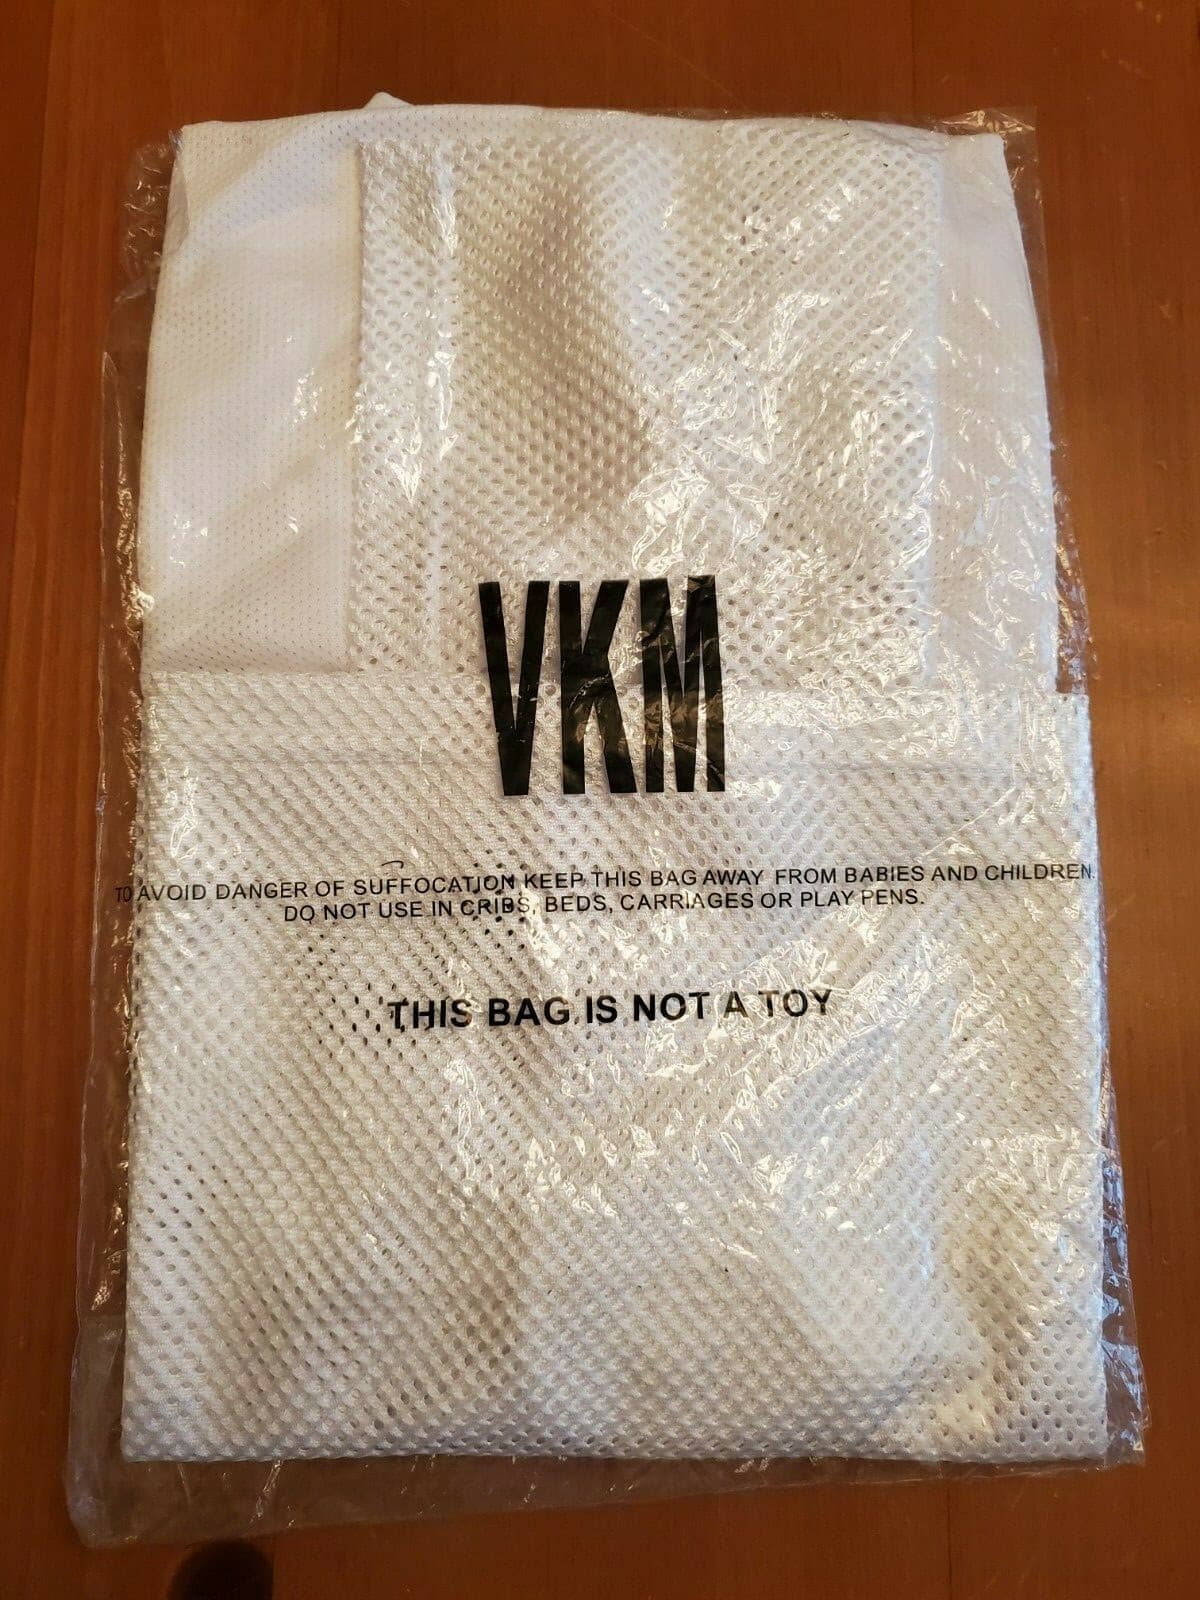 VKM
TO AVOID DANGER OF SUFFOCATION KEEP THIS BAG AWAY FROM BABIES AND CHILDREN.
DO NOT USE IN CRIBS, BEDS, CARRIAGES OR PLAY PENS.
THIS BAG IS NOT A TOY